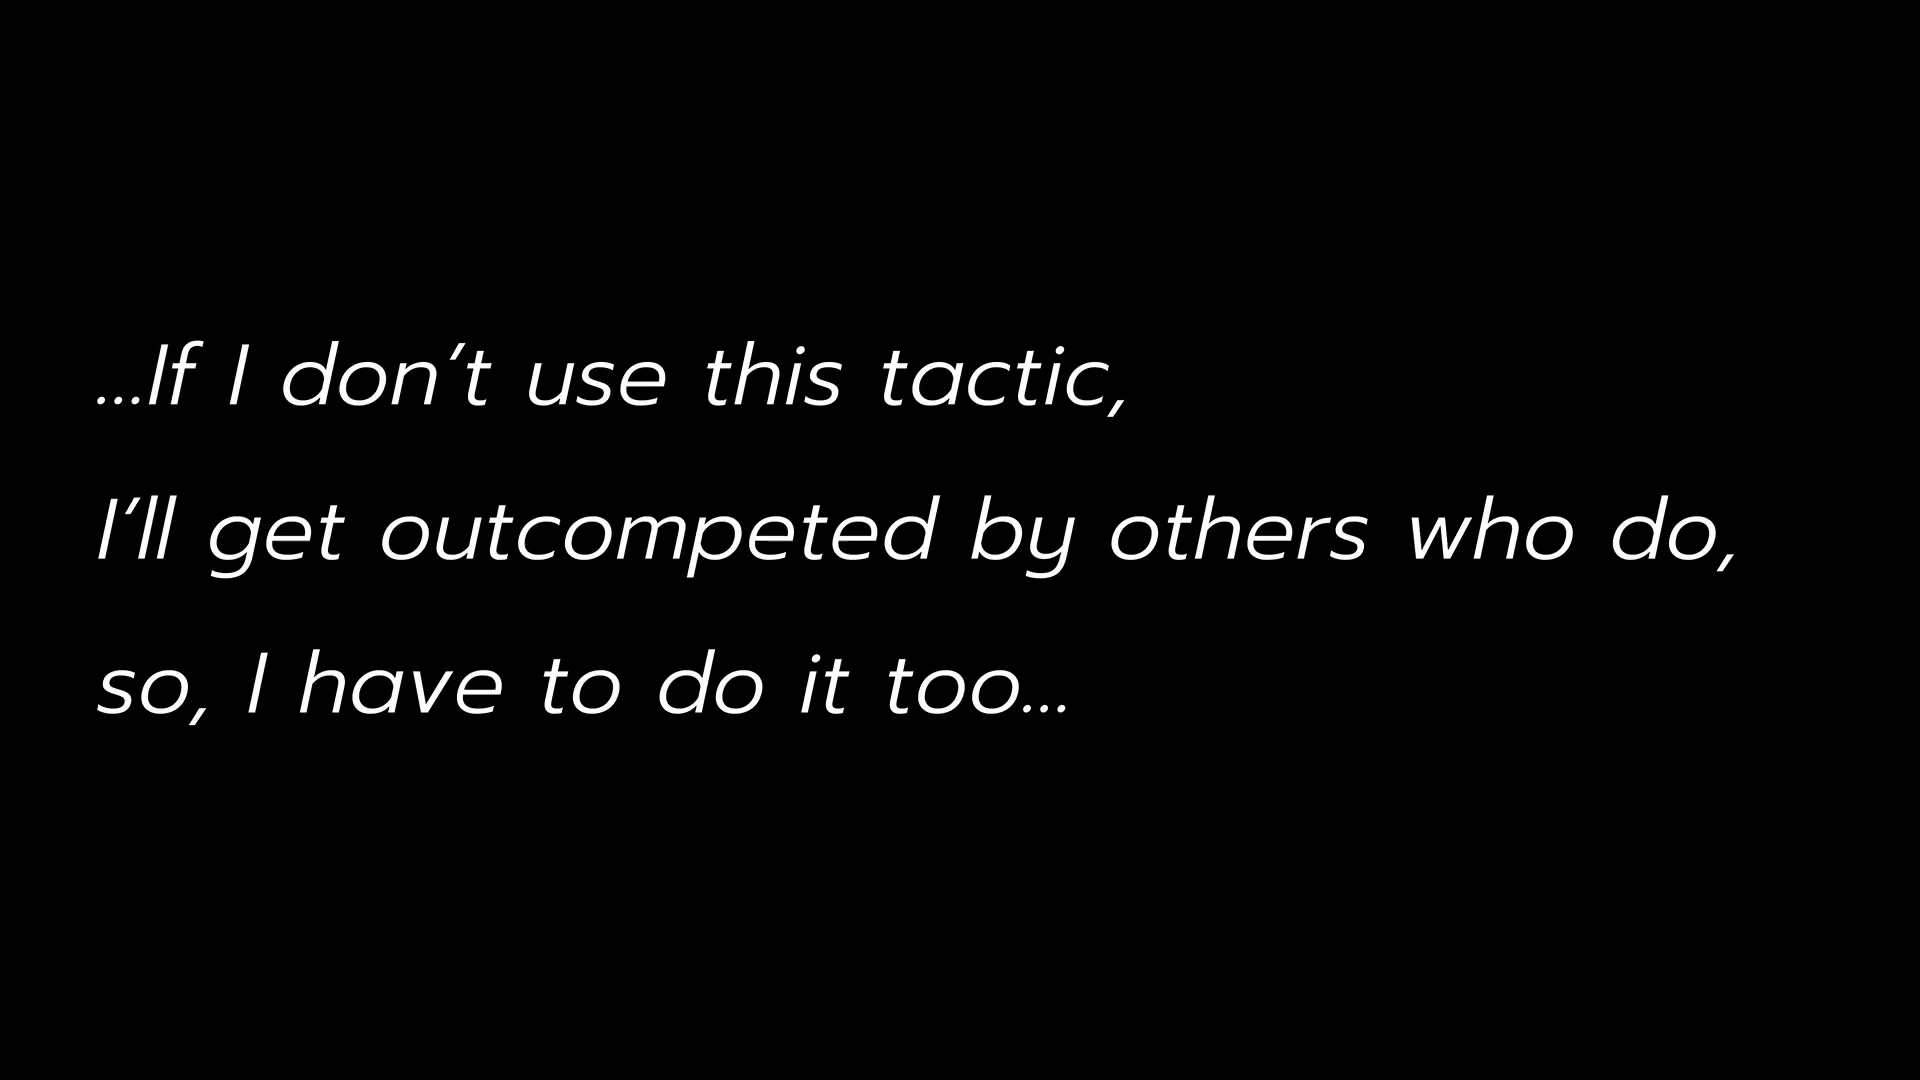 ...If I don’t use this tactic,
I’ll get outcompeted by others who do,
so, I have to do it too...